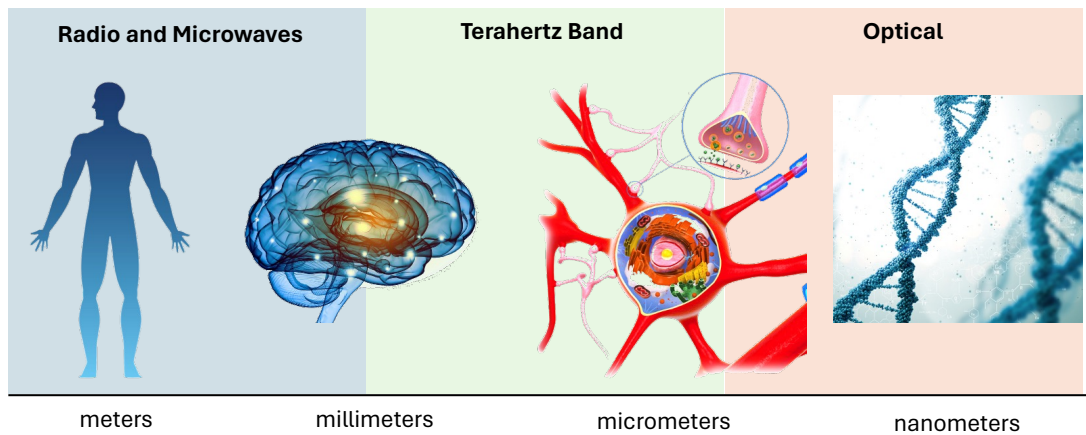 Radio and Microwaves
Terahertz Band
Optical
meters
millimeters
micrometers
nanometers